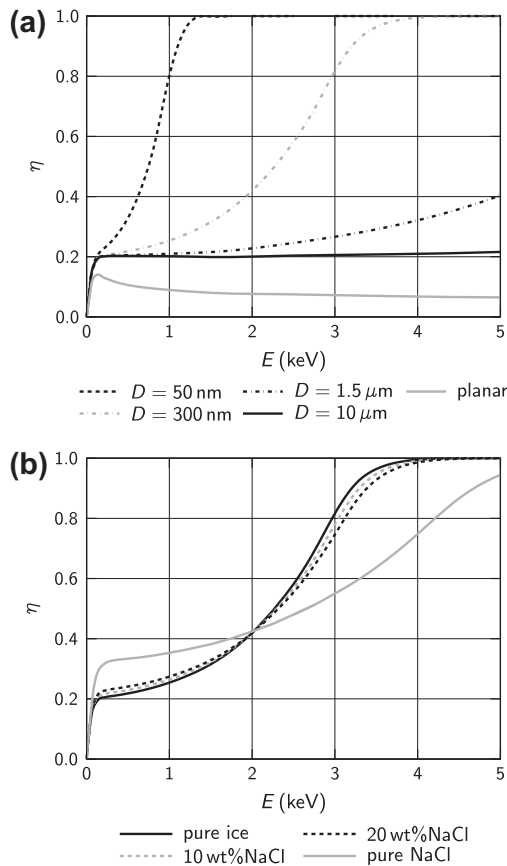 (a)
1.0
0.8
0.6
0.4
0.2
0.0
η
0 1 2 3 4 5
E (keV)
D = 50 nm D = 1.5 μm planar
D = 300 nm D = 10 μm
(b)
1.0
0.8
0.6
0.4
0.2
0.0
η
0 1 2 3 4 5
E (keV)
pure ice 20 wt%NaCl
10 wt%NaCl pure NaCl